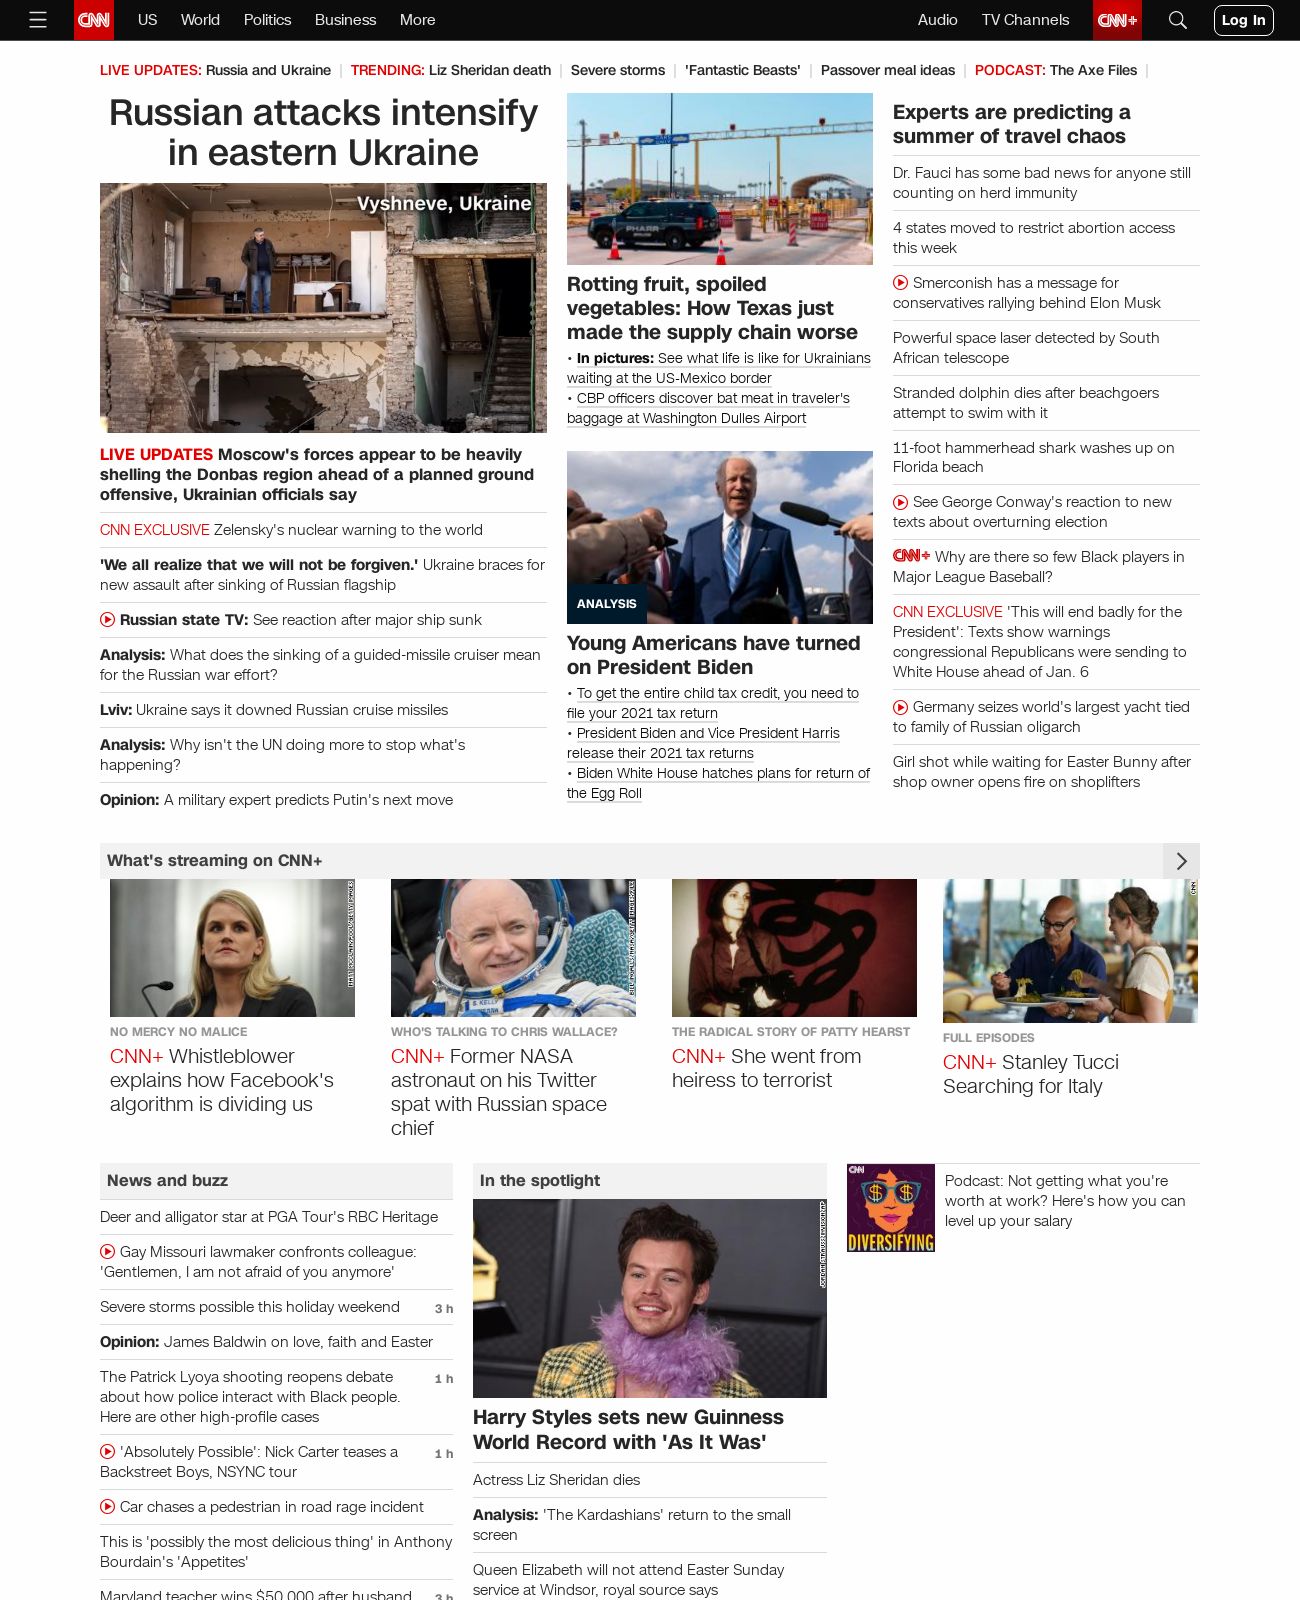 CNN US World Politics Business More Audio TV Channels CNN+ Log In
LIVE UPDATES: Russia and Ukraine TRENDING: Liz Sheridan death Severe storms 'Fantastic Beasts' Passover meal ideas PODCAST: The Axe Files
Russian attacks intensify
in eastern Ukraine
Vyshneve, Ukraine
LIVE UPDATES Moscow's forces appear to be heavily
shelling the Donbas region ahead of a planned ground
offensive, Ukrainian officials say
CNN EXCLUSIVE Zelensky's nuclear warning to the world
'We all realize that we will not be forgiven.' Ukraine braces for
new assault after sinking of Russian flagship
Russian state TV: See reaction after major ship sunk
Analysis: What does the sinking of a guided-missile cruiser mean
for the Russian war effort?
Lviv: Ukraine says it downed Russian cruise missiles
Analysis: Why isn't the UN doing more to stop what's
happening?
Opinion: A military expert predicts Putin's next move
PHARR
Rotting fruit, spoiled
vegetables: How Texas just
made the supply chain worse
• In pictures: See what life is like for Ukrainians
waiting at the US-Mexico border
• CBP officers discover bat meat in traveler's
baggage at Washington Dulles Airport
ANALYSIS
Young Americans have turned
on President Biden
• To get the entire child tax credit, you need to
file your 2021 tax return
• President Biden and Vice President Harris
release their 2021 tax returns
• Biden White House hatches plans for return of
the Egg Roll
Experts are predicting a
summer of travel chaos
Dr. Fauci has some bad news for anyone still
counting on herd immunity
4 states moved to restrict abortion access
this week
Smerconish has a message for
conservatives rallying behind Elon Musk
Powerful space laser detected by South
African telescope
Stranded dolphin dies after beachgoers
attempt to swim with it
11-foot hammerhead shark washes up on
Florida beach
See George Conway's reaction to new
texts about overturning election
CNN+ Why are there so few Black players in
Major League Baseball?
CNN EXCLUSIVE 'This will end badly for the
President': Texts show warnings
congressional Republicans were sending to
White House ahead of Jan. 6
Germany seizes world's largest yacht tied
to family of Russian oligarch
Girl shot while waiting for Easter Bunny after
shop owner opens fire on shoplifters
What's streaming on CNN+
NO MERCY NO MALICE
CNN+ Whistleblower
explains how Facebook's
algorithm is dividing us
S. KELLY
WHO'S TALKING TO CHRIS WALLACE?
CNN+ Former NASA
astronaut on his Twitter
spat with Russian space
chief
THE RADICAL STORY OF PATTY HEARST
CNN+ She went from
heiress to terrorist
CNN
FULL EPISODES
CNN+ Stanley Tucci
Searching for Italy
News and buzz
Deer and alligator star at PGA Tour's RBC Heritage
Gay Missouri lawmaker confronts colleague:
'Gentlemen, I am not afraid of you anymore'
Severe storms possible this holiday weekend 3 h
Opinion: James Baldwin on love, faith and Easter
The Patrick Lyoya shooting reopens debate 1 h
about how police interact with Black people.
Here are other high-profile cases
'Absolutely Possible': Nick Carter teases a 1 h
Backstreet Boys, NSYNC tour
Car chases a pedestrian in road rage incident
This is 'possibly the most delicious thing' in Anthony
Bourdain's 'Appetites'
Maryland teacher wins $50,000 after husband 3 h
In the spotlight
Harry Styles sets new Guinness
World Record with 'As It Was'
Actress Liz Sheridan dies
Analysis: 'The Kardashians' return to the small
screen
Queen Elizabeth will not attend Easter Sunday
service at Windsor, royal source says
CNN
DIVERSIFYING
Podcast: Not getting what you're
worth at work? Here's how you can
level up your salary